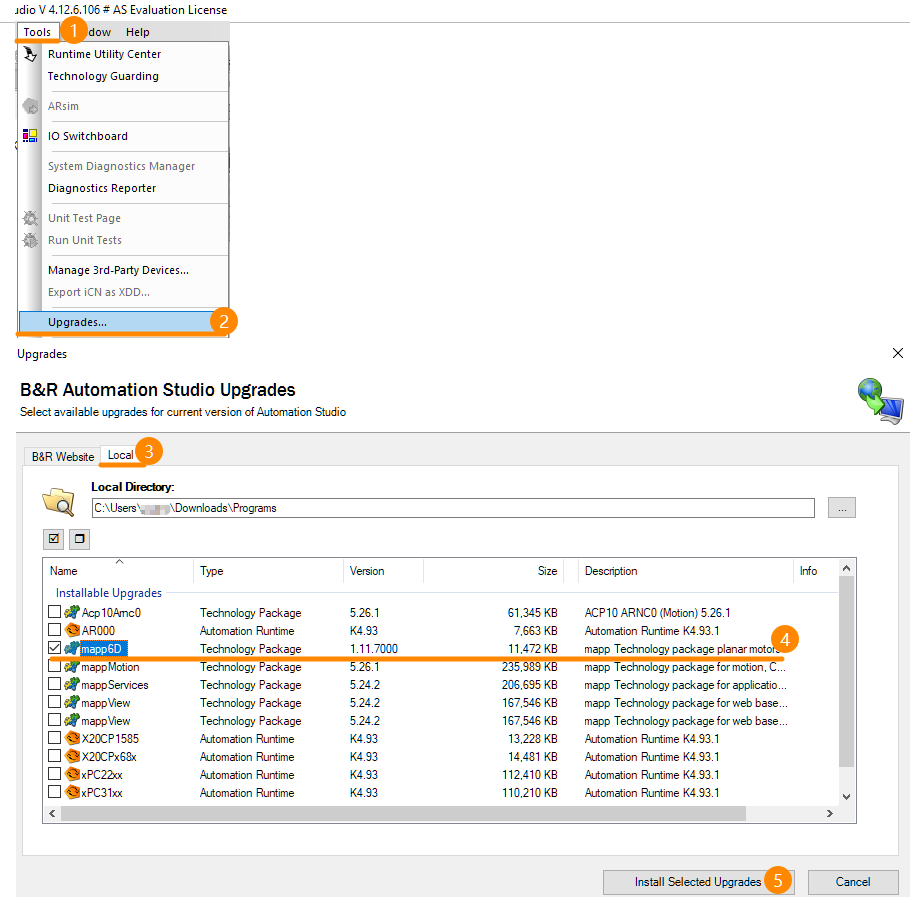 udio V 4.12.6.106 # AS Evaluation License
Tools 1 dow Help
Runtime Utility Center
Technology Guarding
ARsim
IO Switchboard
System Diagnostics Manager
Diagnostics Reporter
Unit Test Page
Run Unit Tests
Manage 3rd-Party Devices...
Export iCN as XDD...
Upgrades... 2
Upgrades
B&R Automation Studio Upgrades
Select available upgrades for current version of Automation Studio
B&R Website Local 3
Local Directory:
C:\Users\ \Downloads\Programs ...
Name Type Version Size Description Info
Installable Upgrades
Acp10Arnc0 Technology Package 5.26.1 61,345 KB ACP10 ARNC0 (Motion) 5.26.1
AR000 Automation Runtime K4.93 7,663 KB Automation Runtime K4.93.1
mapp6D Technology Package 1.11.7000 11,472 KB mapp Technology package planar motors 4
mappMotion Technology Package 5.26.1 235,989 KB mapp Technology package for motion, C...
mappServices Technology Package 5.24.2 206,695 KB mapp Technology package for applicatio...
mappView Technology Package 5.24.2 167,546 KB mapp Technology package for web base...
mappView Technology Package 5.24.2 167,546 KB mapp Technology package for web base...
X20CP1585 Automation Runtime K4.93 13,228 KB Automation Runtime K4.93.1
X20CPx68x Automation Runtime K4.93 14,481 KB Automation Runtime K4.93.1
xPC22xx Automation Runtime K4.93 112,410 KB Automation Runtime K4.93.1
xPC31xx Automation Runtime K4.93 110,210 KB Automation Runtime K4.93.1
Install Selected Upgrades 5 Cancel